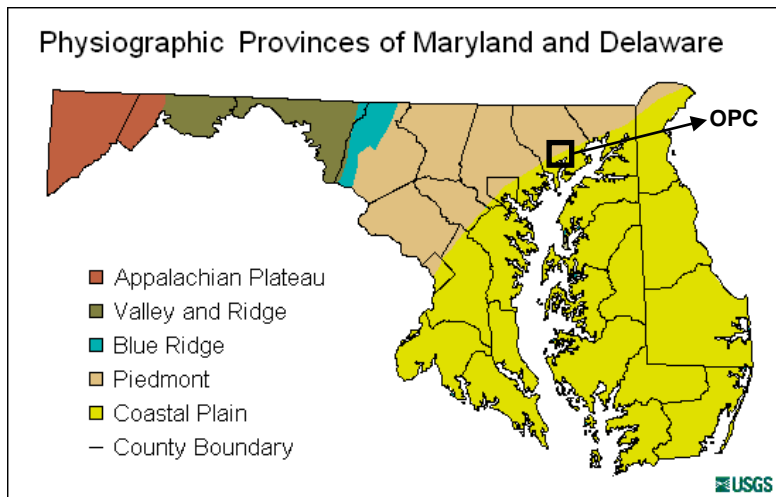 Physiographic Provinces of Maryland and Delaware
OPC
Appalachian Plateau
Valley and Ridge
Blue Ridge
Piedmont
Coastal Plain
County Boundary
USGS